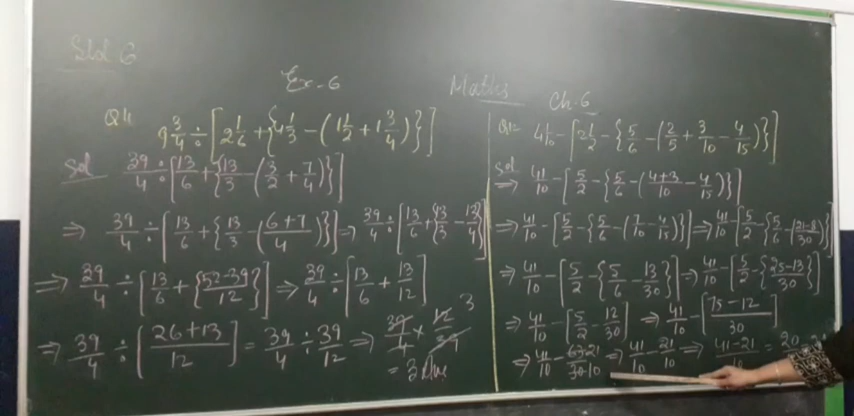 Std 6
Ex-6
Maths
Ch.6
Q11 9 3/4 ÷ [2 1/6 + {4 1/3 − (1 1/2 + 1 3/4)}]
Sol 39/4 ÷ [13/6 + {13/3 − (3/2 + 7/4)}]
⇒ 39/4 ÷ [13/6 + {13/3 − (6+7/4)}] ⇒ 39/4 ÷ [13/6 + {13/3 − 13/4}]
⇒ 39/4 ÷ [13/6 + {52−39/12}] ⇒ 39/4 ÷ [13/6 + 13/12]
⇒ 39/4 ÷ [26+13/12] = 39/4 ÷ 39/12 ⇒ 39/4 × 12/39 3
= 3 Ans
Q12 4 1/10 − [2 1/2 − {5/6 − (2/5 + 3/10 − 4/15)}]
Sol
⇒ 41/10 − [5/2 − {5/6 − (4+3/10 − 4/15)}]
⇒ 41/10 − [5/2 − {5/6 − (7/10 − 4/15)}] ⇒ 41/10 − [5/2 − {5/6 − (21−8/30)}]
⇒ 41/10 − [5/2 − {5/6 − 13/30}] ⇒ 41/10 − [5/2 − {25−13/30}]
⇒ 41/10 − [5/2 − 12/30] ⇒ 41/10 − [75−12/30]
⇒ 41/10 − 63/30 21 10 ⇒ 41/10 − 21/10 ⇒ 41−21/10 = 20